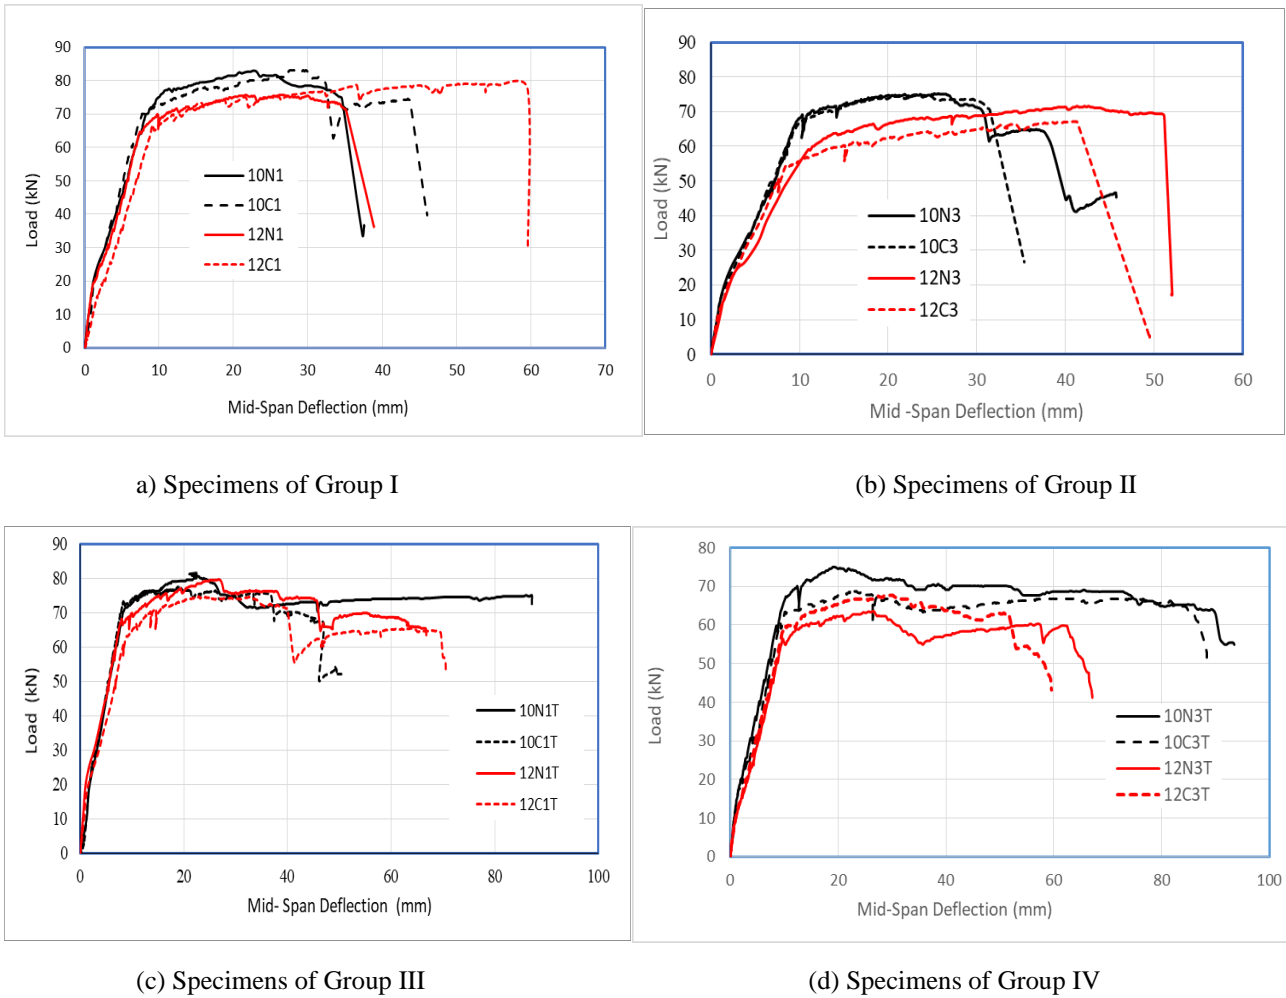 90
80
70
60
50
40
30
20
10
0
Load (kN)
10N1
10C1
12N1
12C1
0 10 20 30 40 50 60 70
Mid-Span Deflection (mm)
a) Specimens of Group I
90
80
70
60
50
40
30
20
10
0
Load (kN)
10N3
10C3
12N3
12C3
0 10 20 30 40 50 60
Mid -Span Deflection (mm)
(b) Specimens of Group II
90
80
70
60
50
40
30
20
10
0
Load (kN)
10N1T
10C1T
12N1T
12C1T
0 20 40 60 80 100
Mid- Span Deflection (mm)
(c) Specimens of Group III
80
70
60
50
40
30
20
10
0
Load (kN)
10N3T
10C3T
12N3T
12C3T
0 20 40 60 80 100
Mid-Span Deflection (mm)
(d) Specimens of Group IV